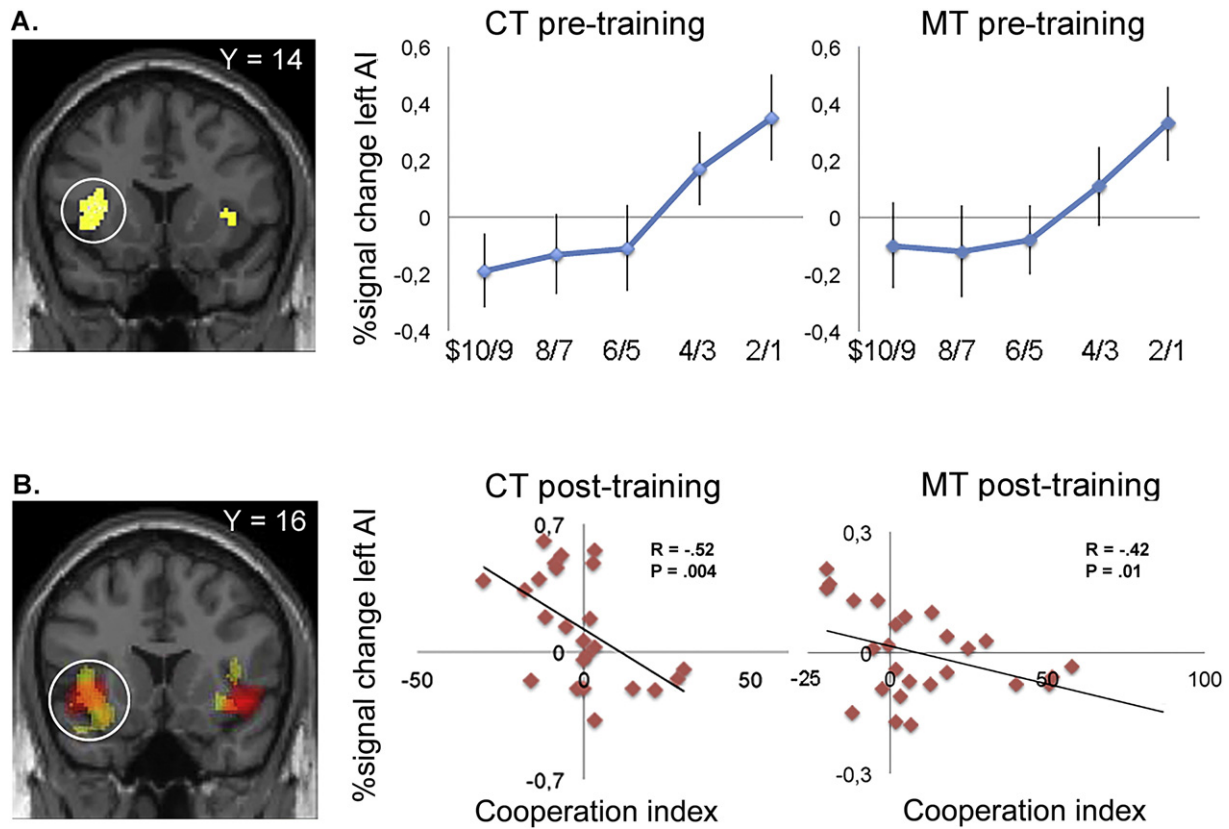 A.
Y = 14
CT pre-training
MT pre-training
%signal change left AI
0,6
0,4
0,2
0
-0,2
-0,4
$10/9 8/7 6/5 4/3 2/1
0,6
0,4
0,2
0
-0,2
-0,4
$10/9 8/7 6/5 4/3 2/1
B.
Y = 16
CT post-training
MT post-training
%signal change left AI
0,7
R = -.52
P = .004
-50 0 0 50
-0,7
Cooperation index
0,3
R = -.42
P = .01
-25 0 0 50 100
-0,3
Cooperation index